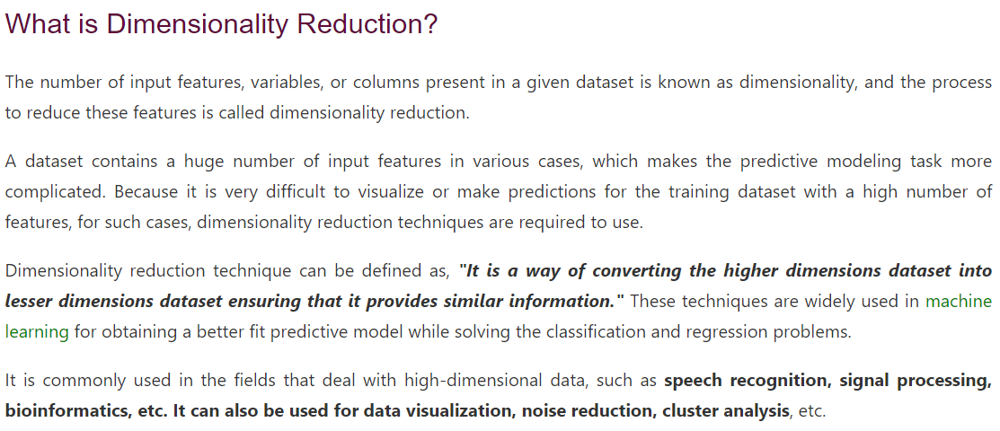 What is Dimensionality Reduction?
The number of input features, variables, or columns present in a given dataset is known as dimensionality, and the process
to reduce these features is called dimensionality reduction.
A dataset contains a huge number of input features in various cases, which makes the predictive modeling task more
complicated. Because it is very difficult to visualize or make predictions for the training dataset with a high number of
features, for such cases, dimensionality reduction techniques are required to use.
Dimensionality reduction technique can be defined as, "It is a way of converting the higher dimensions dataset into
lesser dimensions dataset ensuring that it provides similar information." These techniques are widely used in machine
learning for obtaining a better fit predictive model while solving the classification and regression problems.
It is commonly used in the fields that deal with high-dimensional data, such as speech recognition, signal processing,
bioinformatics, etc. It can also be used for data visualization, noise reduction, cluster analysis, etc.